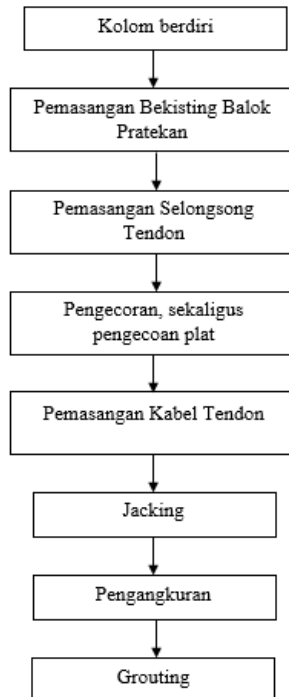 Kolom berdiri
Pemasangan Bekisting Balok
Pratekan
Pemasangan Selongsong
Tendon
Pengecoran, sekaligus
pengecoan plat
Pemasangan Kabel Tendon
Jacking
Pengangkuran
Grouting